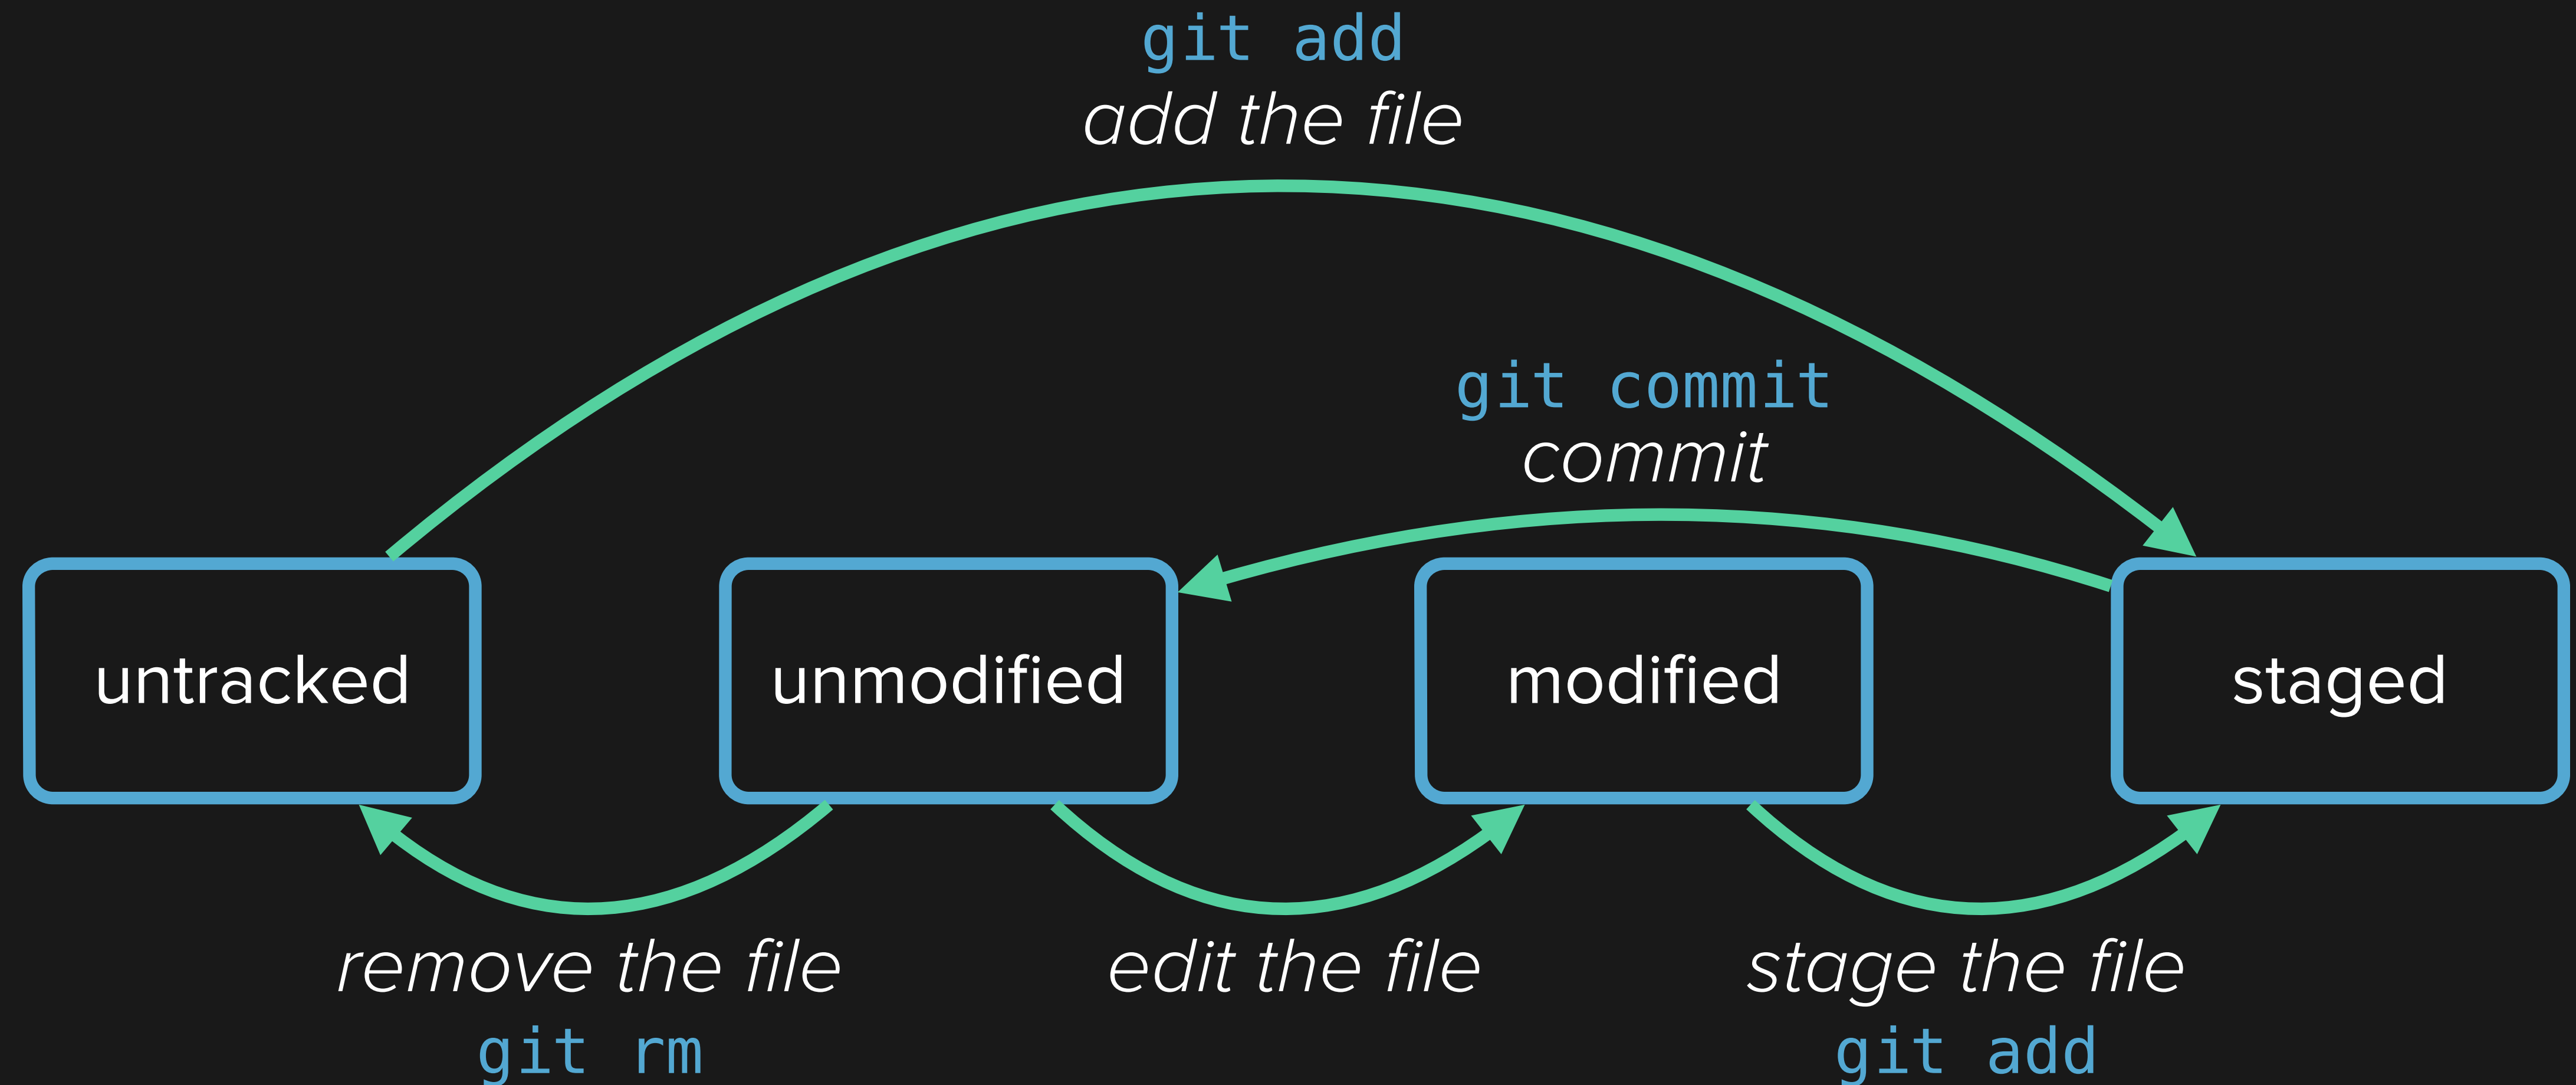 git add
add the file
git commit
commit
untracked
unmodified
modified
staged
remove the file
git rm
edit the file
stage the file
git add